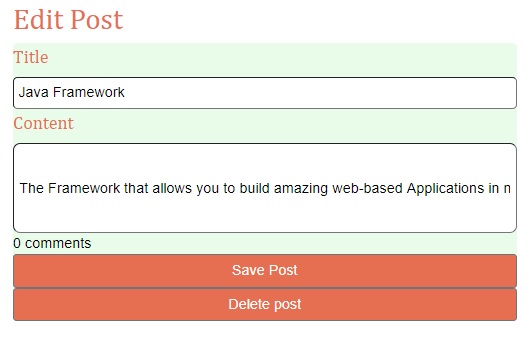 Edit Post
Title
Java Framework
Content
The Framework that allows you to build amazing web-based Applications in
0 comments
Save Post
Delete post